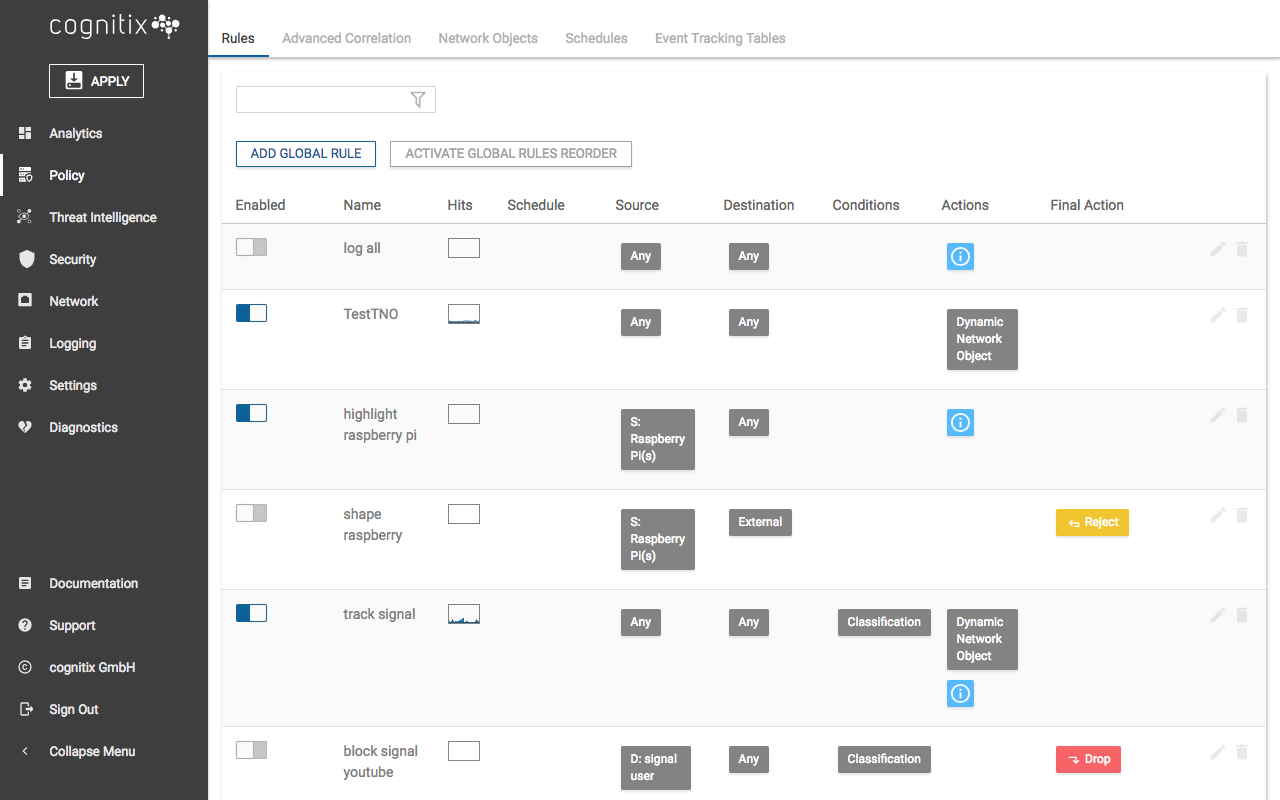 cognitix
APPLY
Analytics
Policy
Threat Intelligence
Security
Network
Logging
Settings
Diagnostics
Documentation
Support
cognitix GmbH
Sign Out
Collapse Menu
Rules Advanced Correlation Network Objects Schedules Event Tracking Tables
ADD GLOBAL RULE ACTIVATE GLOBAL RULES REORDER
Enabled Name Hits Schedule Source Destination Conditions Actions Final Action
log all Any Any
TestTNO Any Any Dynamic
Network
Object
highlight S: Any
raspberry pi Raspberry
Pi(s)
shape S: External Reject
raspberry Raspberry
Pi(s)
track signal Any Any Classification Dynamic
Network
Object
block signal D: signal Any Classification Drop
youtube user